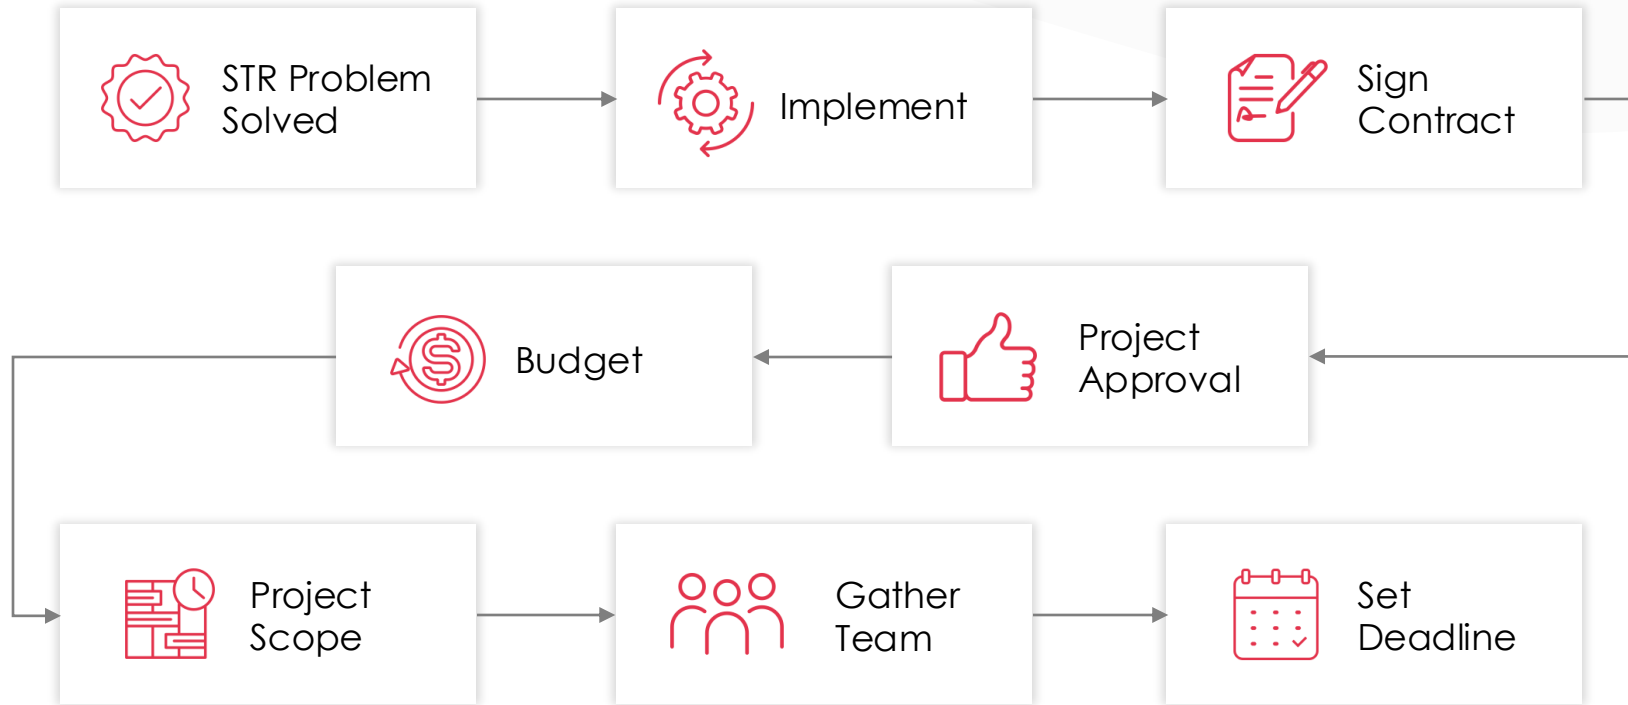 STR Problem
Solved
Implement
Sign
Contract
Budget
Project
Approval
Project
Scope
Gather
Team
Set
Deadline